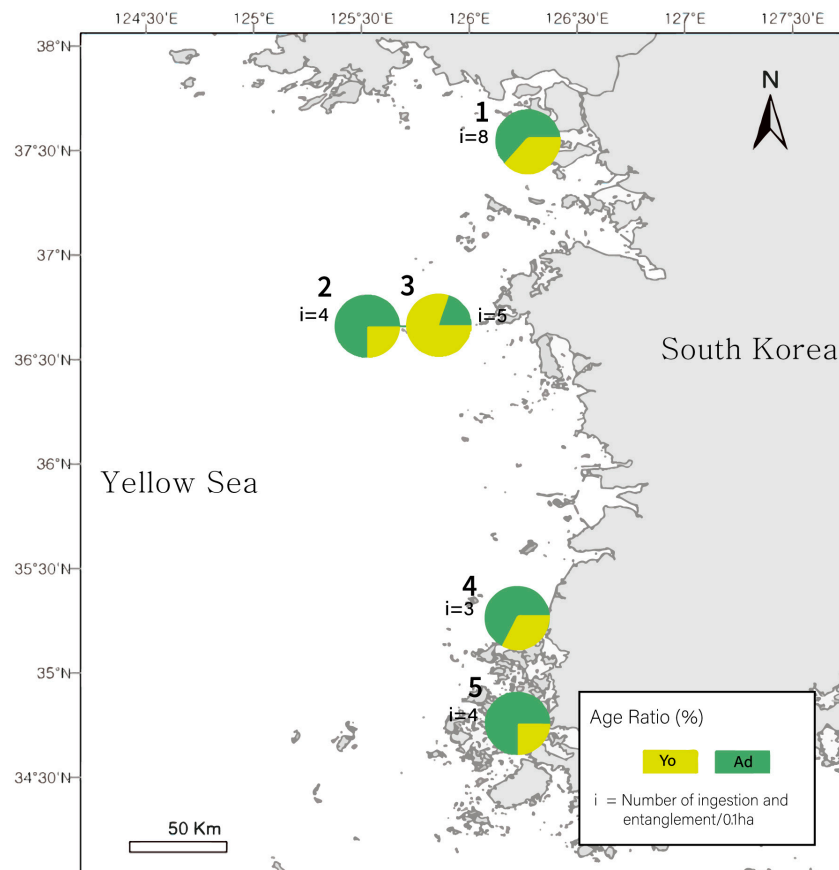 124°30'E 125°E 125°30'E 126°E 126°30'E 127°E 127°30'E
38°N
37°30'N
37°N
36°30'N
36°N
35°30'N
35°N
34°30'N
N
1
i=8
2
i=4
3
i=5
South Korea
Yellow Sea
4
i=3
5
i=4
Age Ratio (%)
Yo Ad
i = Number of ingestion and
entanglement/0.1ha
50 Km